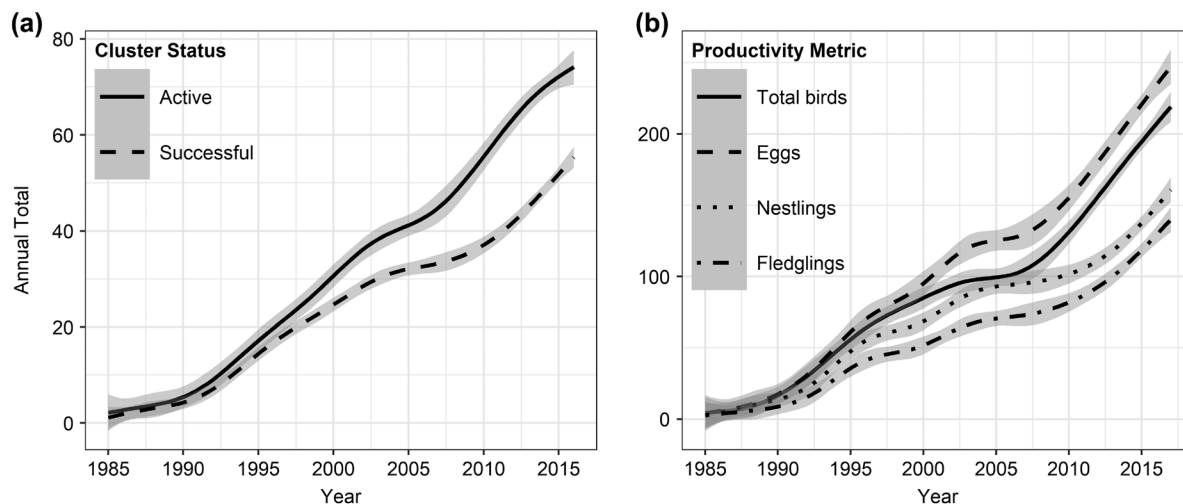 (a)
Cluster Status
Active
Successful
Annual Total
80
60
40
20
0
1985 1990 1995 2000 2005 2010 2015
Year
(b)
Productivity Metric
Total birds
Eggs
Nestlings
Fledglings
200
100
0
1985 1990 1995 2000 2005 2010 2015
Year